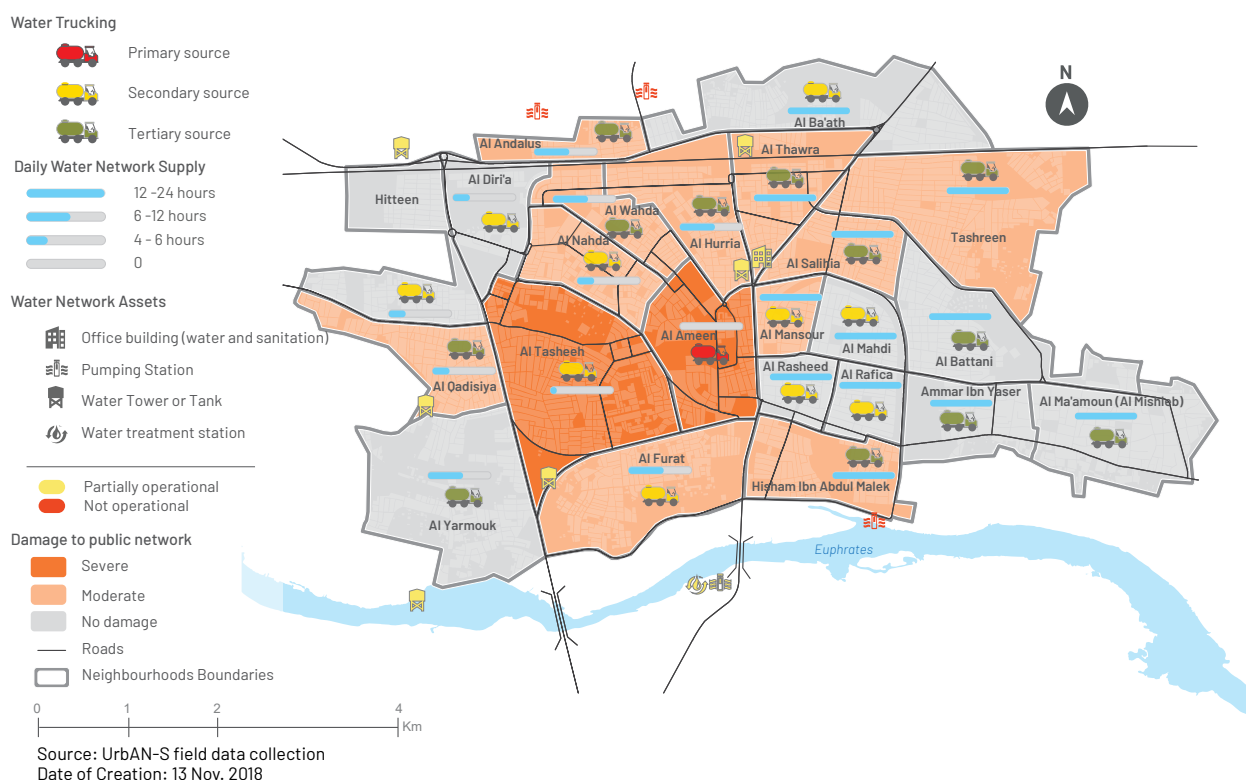 Water Trucking
Primary source
Secondary source
Tertiary source
Daily Water Network Supply
12 -24 hours
6 -12 hours
4 - 6 hours
0
Water Network Assets
Office building (water and sanitation)
Pumping Station
Water Tower or Tank
Water treatment station
Partially operational
Not operational
Damage to public network
Severe
Moderate
No damage
Roads
Neighbourhoods Boundaries
0
1
2
4
Km
Source: UrbAN-S field data collection
Date of Creation: 13 Nov. 2018
N
Al Ba'ath
Al Andalus
Al Thawra
Al Diri'a
Hitteen
Al Wahda
Al Nahda
Al Hurria
Tashreen
Al Salihia
Al Ameen
Al Mansour
Al Mahdi
Al Battani
Al Tasheeh
Al Rasheed
Al Rafica
Al Qadisiya
Ammar Ibn Yaser
Al Ma'amoun (Al Mishleb)
Al Furat
Hisham Ibn Abdul Malek
Al Yarmouk
Euphrates